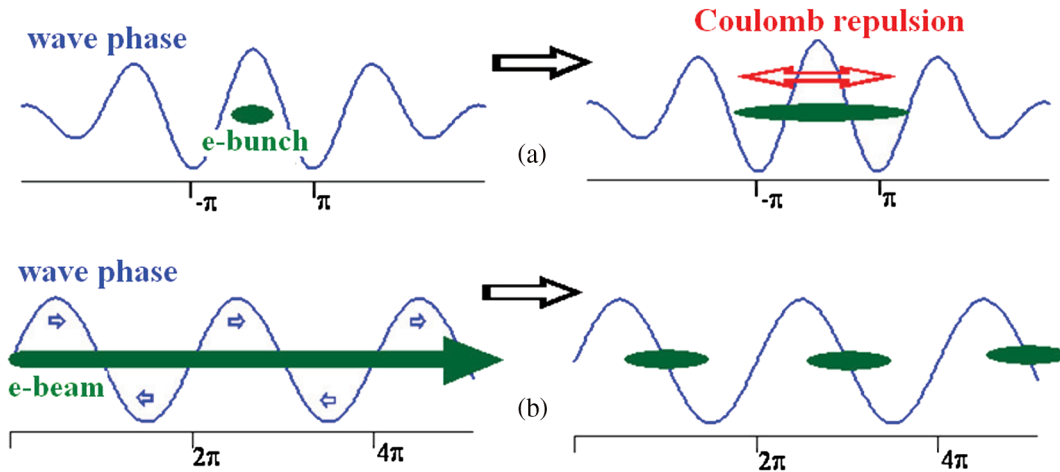 wave phase
Coulomb repulsion
e-bunch
(a)
-π π
-π π
wave phase
e-beam
(b)
2π 4π
2π 4π